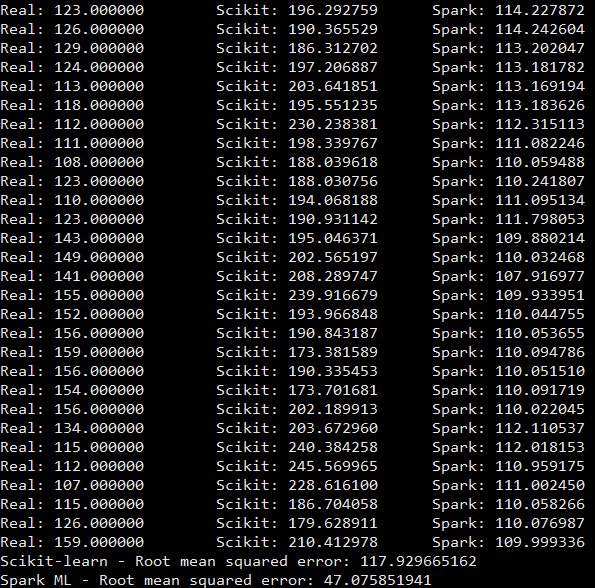 Real: 123.000000 Scikit: 196.292759 Spark: 114.227872
Real: 126.000000 Scikit: 190.365529 Spark: 114.242604
Real: 129.000000 Scikit: 186.312702 Spark: 113.202047
Real: 124.000000 Scikit: 197.206887 Spark: 113.181782
Real: 113.000000 Scikit: 203.641851 Spark: 113.169194
Real: 118.000000 Scikit: 195.551235 Spark: 113.183626
Real: 112.000000 Scikit: 230.238381 Spark: 112.315113
Real: 111.000000 Scikit: 198.339767 Spark: 111.082246
Real: 108.000000 Scikit: 188.039618 Spark: 110.059488
Real: 123.000000 Scikit: 188.030756 Spark: 110.241807
Real: 110.000000 Scikit: 194.068188 Spark: 111.095134
Real: 123.000000 Scikit: 190.931142 Spark: 111.798053
Real: 143.000000 Scikit: 195.046371 Spark: 109.880214
Real: 149.000000 Scikit: 202.565197 Spark: 110.032468
Real: 141.000000 Scikit: 208.289747 Spark: 107.916977
Real: 155.000000 Scikit: 239.916679 Spark: 109.933951
Real: 152.000000 Scikit: 193.966848 Spark: 110.044755
Real: 156.000000 Scikit: 190.843187 Spark: 110.053655
Real: 159.000000 Scikit: 173.381589 Spark: 110.094786
Real: 156.000000 Scikit: 190.335453 Spark: 110.051510
Real: 154.000000 Scikit: 173.701681 Spark: 110.091719
Real: 156.000000 Scikit: 202.189913 Spark: 110.022045
Real: 134.000000 Scikit: 203.672960 Spark: 112.110537
Real: 115.000000 Scikit: 240.384258 Spark: 112.018153
Real: 112.000000 Scikit: 245.569965 Spark: 110.959175
Real: 107.000000 Scikit: 228.616100 Spark: 111.002450
Real: 115.000000 Scikit: 186.704058 Spark: 110.058266
Real: 126.000000 Scikit: 179.628911 Spark: 110.076987
Real: 159.000000 Scikit: 210.412978 Spark: 109.999336
Scikit-learn - Root mean squared error: 117.929665162
Spark ML - Root mean squared error: 47.075851941